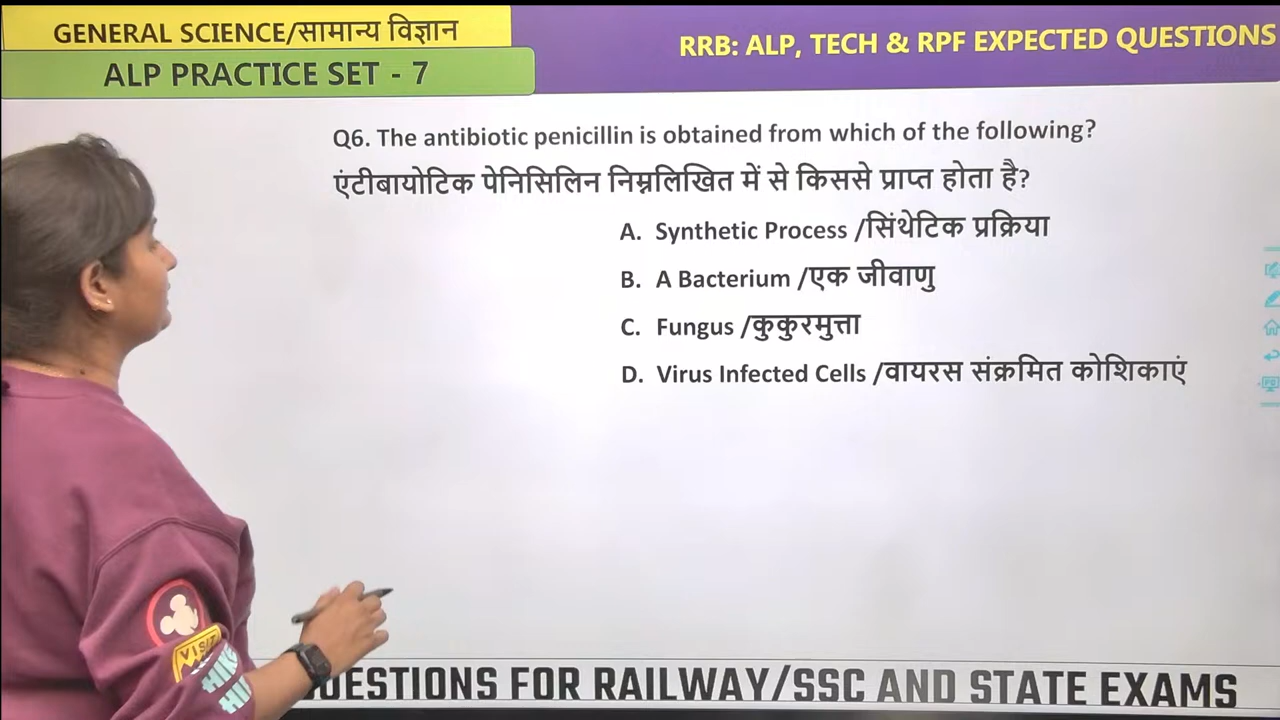 GENERAL SCIENCE/सामान्य विज्ञान
RRB: ALP, TECH & RPF EXPECTED QUESTIONS
ALP PRACTICE SET - 7
Q6. The antibiotic penicillin is obtained from which of the following?
एंटीबायोटिक पेनिसिलिन निम्नलिखित में से किससे प्राप्त होता है?
A. Synthetic Process /सिंथेटिक प्रक्रिया
B. A Bacterium /एक जीवाणु
C. Fungus /कुकुरमुत्ता
D. Virus Infected Cells /वायरस संक्रमित कोशिकाएं
VISIT
UESTIONS FOR RAILWAY/SSC AND STATE EXAMS